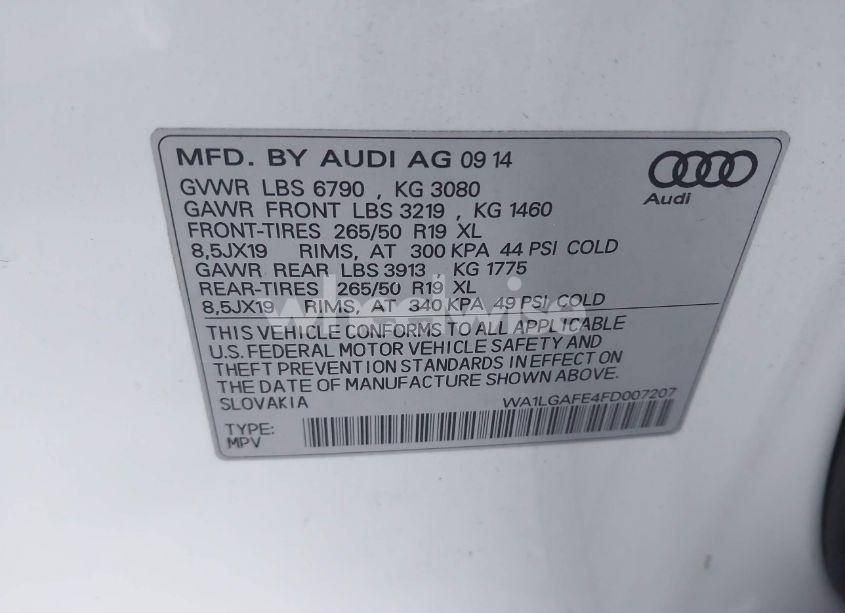 MFD. BY AUDI AG 09 14
Audi
GVWR LBS 6790 , KG 3080
GAWR FRONT LBS 3219 , KG 1460
FRONT-TIRES 265/50 R19 XL
8,5JX19 RIMS, AT 300 KPA 44 PSI COLD
GAWR REAR LBS 3913 , KG 1775
REAR-TIRES 265/50 R19 XL
8,5JX19 RIMS, AT 340 KPA, 49 PSI COLD
wheelwise
THIS VEHICLE CONFORMS TO ALL APPLICABLE
U.S. FEDERAL MOTOR VEHICLE SAFETY AND
THEFT PREVENTION STANDARDS IN EFFECT ON
THE DATE OF MANUFACTURE SHOWN ABOVE.
SLOVAKIA WA1LGAFE4FD007207
TYPE:
MPV